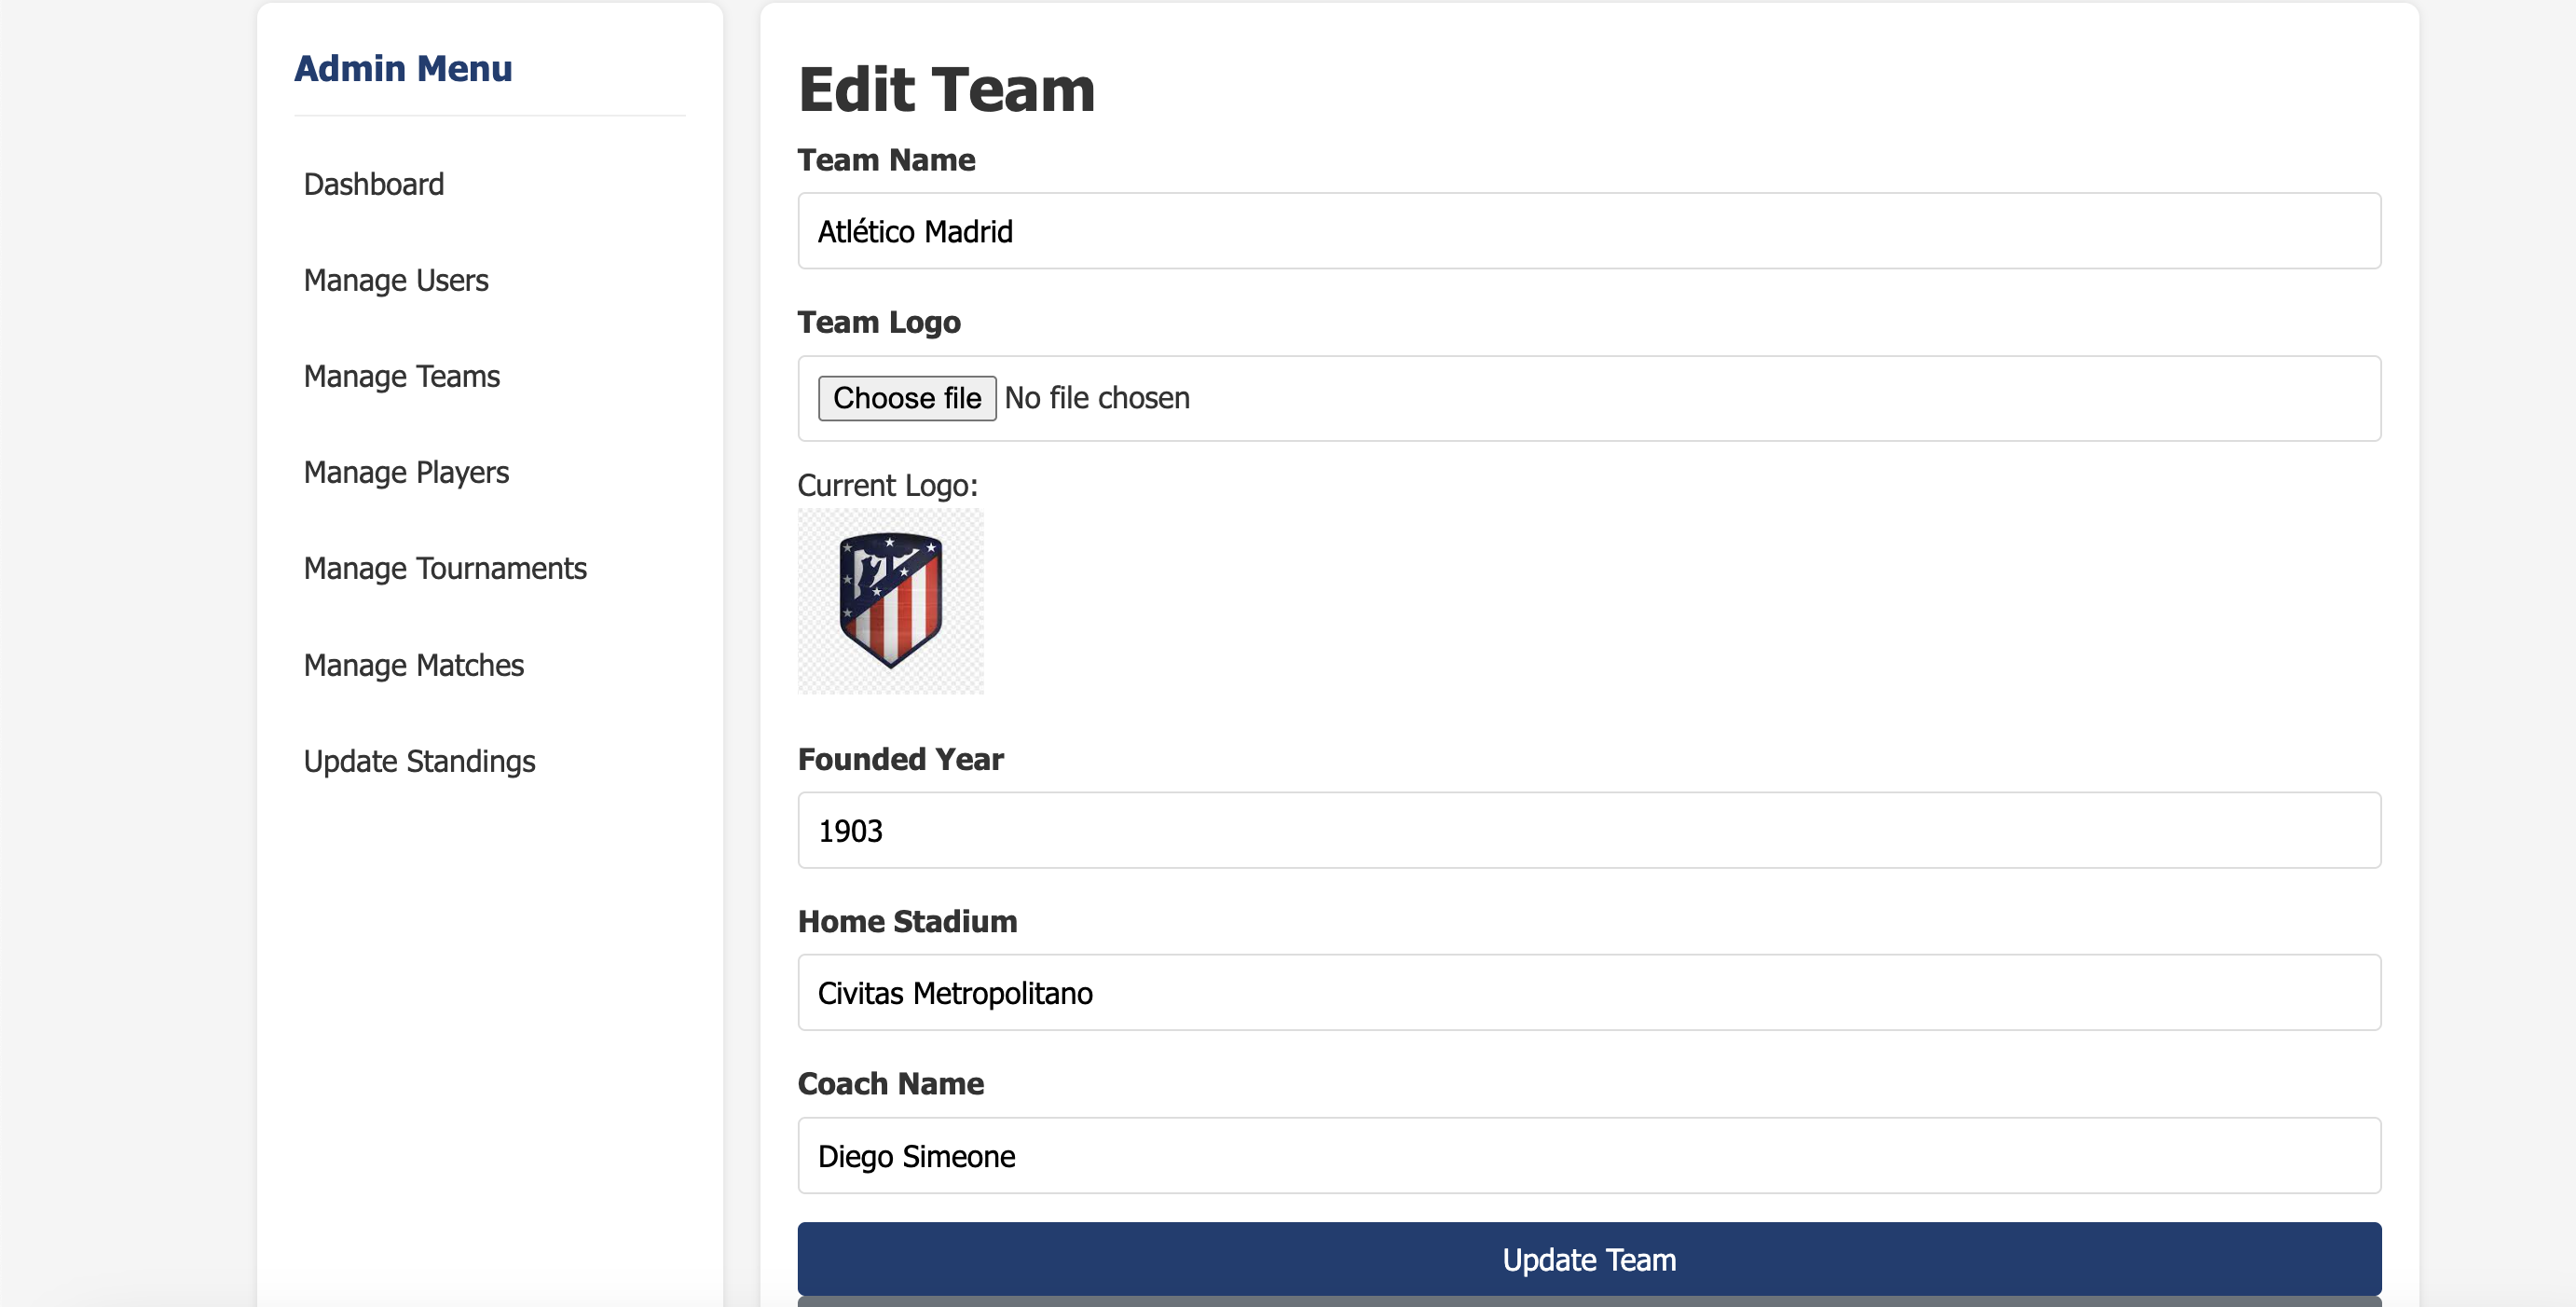 Admin Menu
Dashboard
Manage Users
Manage Teams
Manage Players
Manage Tournaments
Manage Matches
Update Standings
Edit Team
Team Name
Atlético Madrid
Team Logo
Choose file No file chosen
Current Logo:
Founded Year
1903
Home Stadium
Civitas Metropolitano
Coach Name
Diego Simeone
Update Team